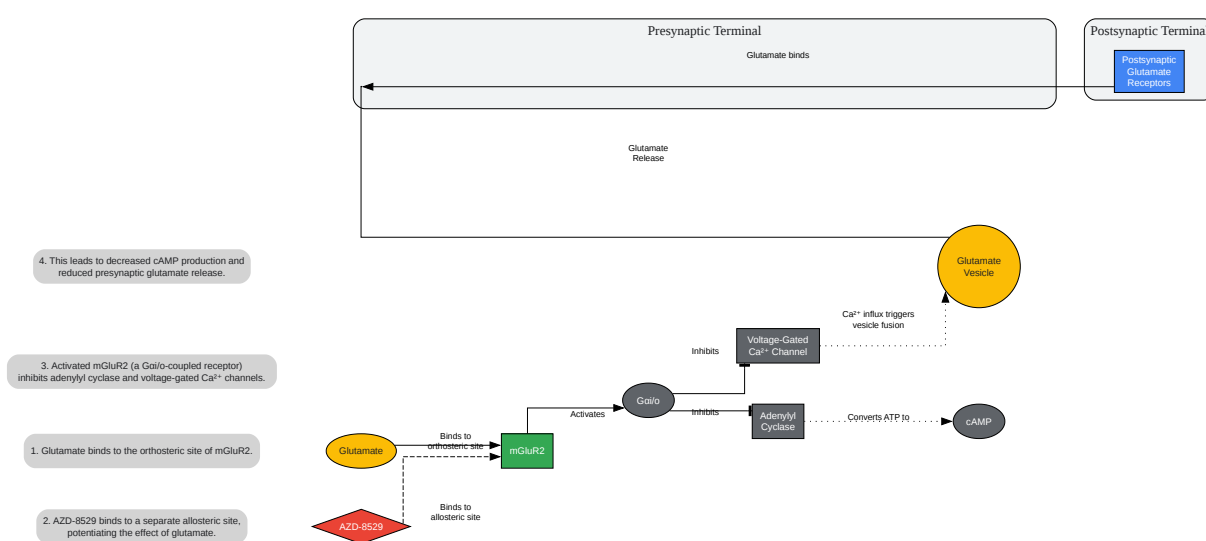 Presynaptic Terminal
Postsynaptic Terminal
Glutamate binds
Postsynaptic
Glutamate
Receptors
Glutamate
Release
4. This leads to decreased cAMP production and
reduced presynaptic glutamate release.
Glutamate
Vesicle
Ca²⁺ influx triggers
vesicle fusion
Voltage-Gated
Ca²⁺ Channel
Inhibits
3. Activated mGluR2 (a Gαi/o-coupled receptor)
inhibits adenylyl cyclase and voltage-gated Ca²⁺ channels.
Gαi/o
Activates
Inhibits
Adenylyl
Cyclase
Converts ATP to
cAMP
1. Glutamate binds to the orthosteric site of mGluR2.
Glutamate
Binds to
orthosteric site
mGluR2
2. AZD-8529 binds to a separate allosteric site,
potentiating the effect of glutamate.
AZD-8529
Binds to
allosteric site